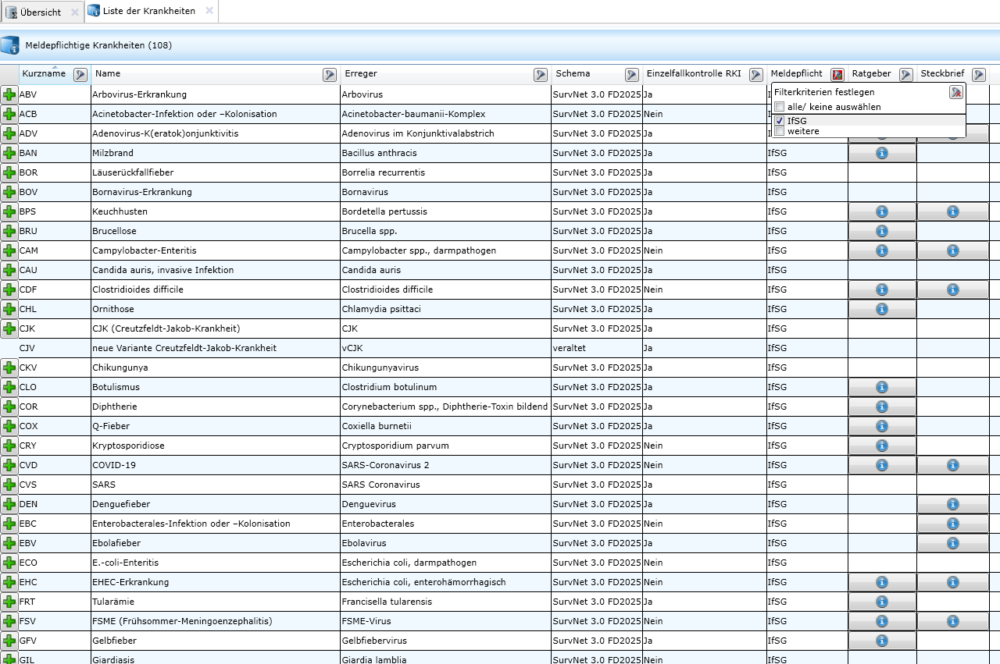 Übersicht Liste der Krankheiten
Meldepflichtige Krankheiten (108)
Kurzname Name Erreger Schema Einzelfallkontrolle RKI Meldepflicht Ratgeber Steckbrief
Filterkriterien festlegen
alle/ keine auswählen
IfSG
weitere
ABV Arbovirus-Erkrankung Arbovirus SurvNet 3.0 FD2025 Ja
ACB Acinetobacter-Infektion oder –Kolonisation Acinetobacter-baumanii-Komplex SurvNet 3.0 FD2025 Nein
ADV Adenovirus-K(eratok)onjunktivitis Adenovirus im Konjunktivalabstrich SurvNet 3.0 FD2025 Ja
BAN Milzbrand Bacillus anthracis SurvNet 3.0 FD2025 Ja IfSG
BOR Läuserückfallfieber Borrelia recurrentis SurvNet 3.0 FD2025 Ja IfSG
BOV Bornavirus-Erkrankung Bornavirus SurvNet 3.0 FD2025 Ja IfSG
BPS Keuchhusten Bordetella pertussis SurvNet 3.0 FD2025 Ja IfSG
BRU Brucellose Brucella spp. SurvNet 3.0 FD2025 Ja IfSG
CAM Campylobacter-Enteritis Campylobacter spp., darmpathogen SurvNet 3.0 FD2025 Nein IfSG
CAU Candida auris, invasive Infektion Candida auris SurvNet 3.0 FD2025 Ja IfSG
CDF Clostridioides difficile Clostridioides difficile SurvNet 3.0 FD2025 Nein IfSG
CHL Ornithose Chlamydia psittaci SurvNet 3.0 FD2025 Ja IfSG
CJK CJK (Creutzfeldt-Jakob-Krankheit) CJK SurvNet 3.0 FD2025 Ja IfSG
CJV neue Variante Creutzfeldt-Jakob-Krankheit vCJK veraltet Ja IfSG
CKV Chikungunya Chikungunyavirus SurvNet 3.0 FD2025 Ja IfSG
CLO Botulismus Clostridium botulinum SurvNet 3.0 FD2025 Ja IfSG
COR Diphtherie Corynebacterium spp., Diphtherie-Toxin bildend SurvNet 3.0 FD2025 Ja IfSG
COX Q-Fieber Coxiella burnetii SurvNet 3.0 FD2025 Ja IfSG
CRY Kryptosporidiose Cryptosporidium parvum SurvNet 3.0 FD2025 Nein IfSG
CVD COVID-19 SARS-Coronavirus 2 SurvNet 3.0 FD2025 Nein IfSG
CVS SARS SARS Coronavirus SurvNet 3.0 FD2025 Ja IfSG
DEN Denguefieber Denguevirus SurvNet 3.0 FD2025 Ja IfSG
EBC Enterobacterales-Infektion oder –Kolonisation Enterobacterales SurvNet 3.0 FD2025 Nein IfSG
EBV Ebolafieber Ebolavirus SurvNet 3.0 FD2025 Ja IfSG
ECO E.-coli-Enteritis Escherichia coli, darmpathogen SurvNet 3.0 FD2025 Nein IfSG
EHC EHEC-Erkrankung Escherichia coli, enterohämorrhagisch SurvNet 3.0 FD2025 Nein IfSG
FRT Tularämie Francisella tularensis SurvNet 3.0 FD2025 Ja IfSG
FSV FSME (Frühsommer-Meningoenzephalitis) FSME-Virus SurvNet 3.0 FD2025 Nein IfSG
GFV Gelbfieber Gelbfiebervirus SurvNet 3.0 FD2025 Ja IfSG
GIL Giardiasis Giardia lamblia SurvNet 3.0 FD2025 Nein IfSG